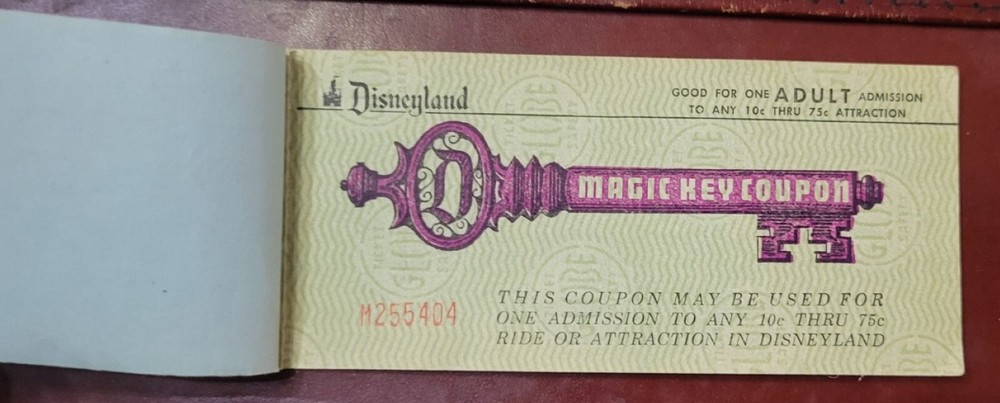 Disneyland
GOOD FOR ONE ADULT ADMISSION
TO ANY 10c THRU 75c ATTRACTION
D
MAGIC KEY COUPON
M255404
THIS COUPON MAY BE USED FOR
ONE ADMISSION TO ANY 10c THRU 75c
RIDE OR ATTRACTION IN DISNEYLAND
GLOBE